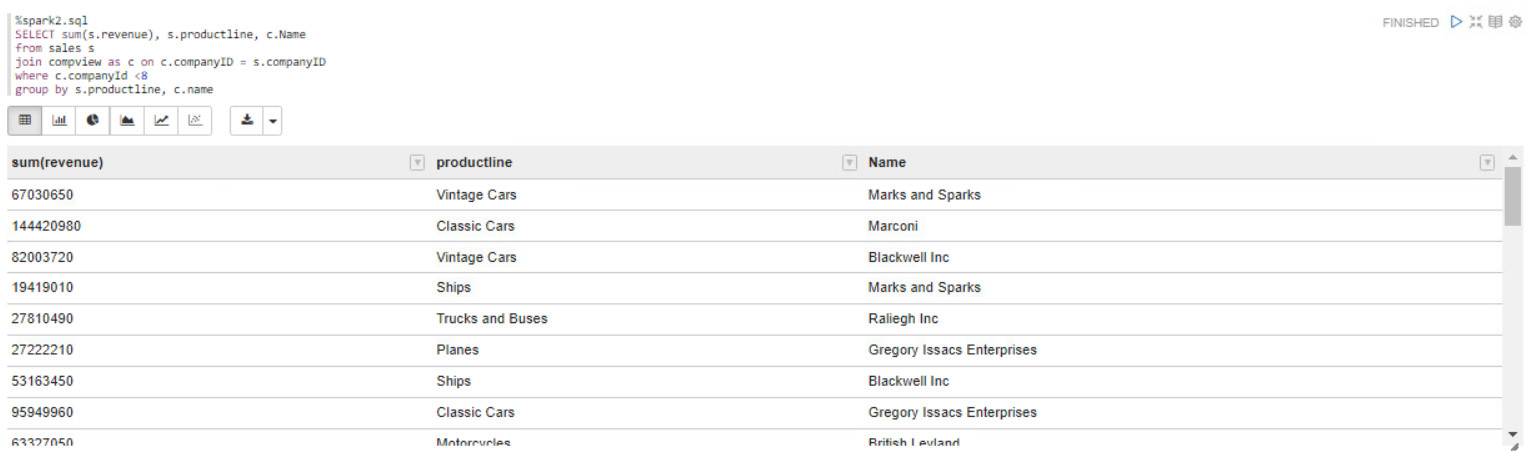 %spark2.sql
FINISHED
SELECT sum(s.revenue), s.productline, c.Name
from sales s
join compview as c on c.companyID = s.companyID
where c.companyId <8
group by s.productline, c.name
sum(revenue) productline Name
67030650 Vintage Cars Marks and Sparks
144420980 Classic Cars Marconi
82003720 Vintage Cars Blackwell Inc
19419010 Ships Marks and Sparks
27810490 Trucks and Buses Raliegh Inc
27222210 Planes Gregory Issacs Enterprises
53163450 Ships Blackwell Inc
95949960 Classic Cars Gregory Issacs Enterprises
63327050 Motorcycles British Leyland